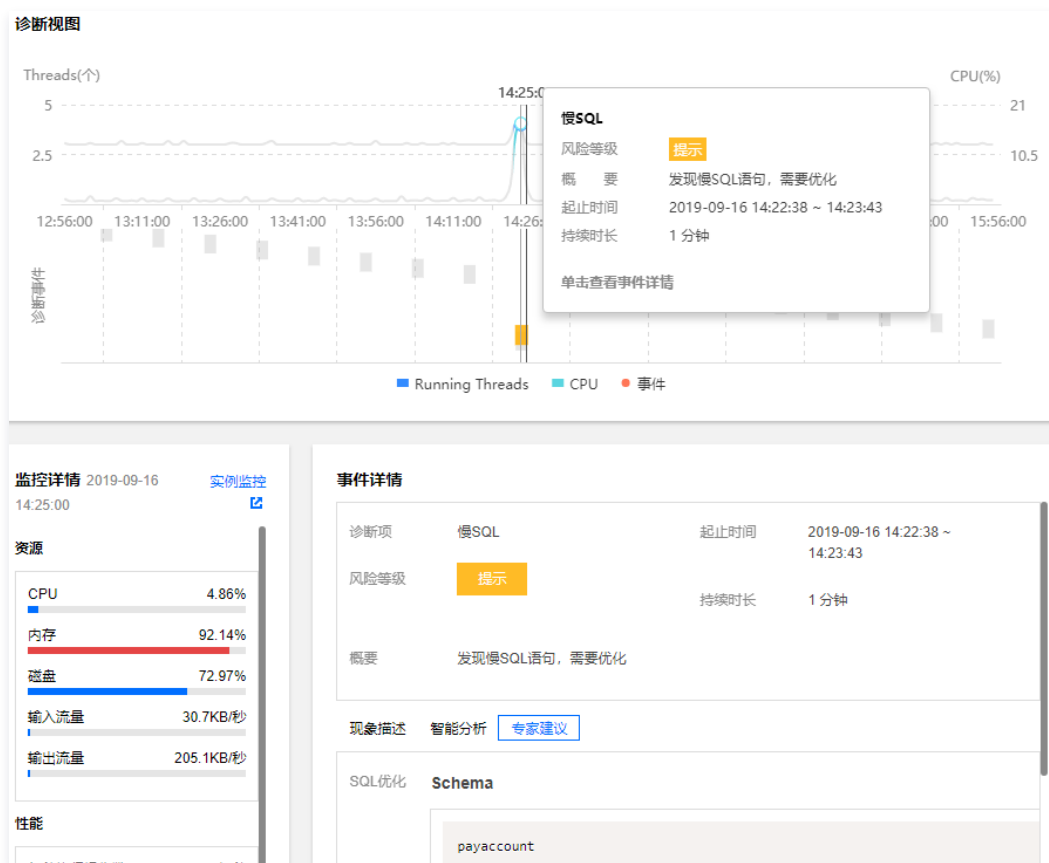 诊断视图
Threads(个)
CPU(%)
14:25:0
5
21
2.5
10.5
慢SQL
风险等级 提示
概 要 发现慢SQL语句，需要优化
起止时间 2019-09-16 14:22:38 ~ 14:23:43
持续时长 1 分钟
单击查看事件详情
12:56:00 13:11:00 13:26:00 13:41:00 13:56:00 14:11:00 14:26: :00 15:56:00
诊断事件
Running Threads CPU 事件
监控详情 2019-09-16 实例监控
14:25:00
资源
CPU 4.86%
内存 92.14%
磁盘 72.97%
输入流量 30.7KB/秒
输出流量 205.1KB/秒
性能
事件详情
诊断项 慢SQL 起止时间 2019-09-16 14:22:38 ~
14:23:43
风险等级 提示
持续时长 1 分钟
概要 发现慢SQL语句，需要优化
现象描述 智能分析 专家建议
SQL优化 Schema
payaccount